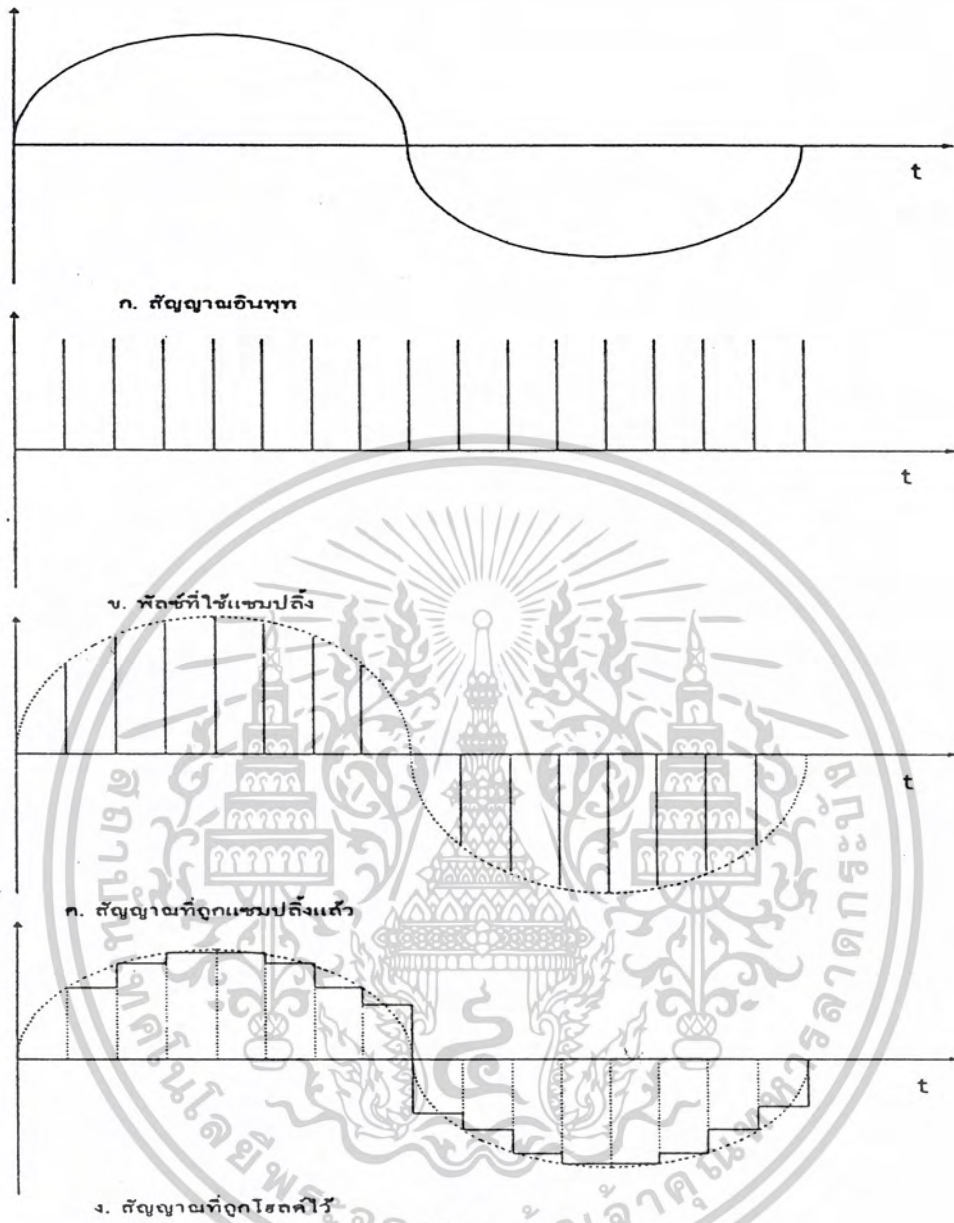 t
ก. สัญญาณอินพุท
t
ข. พัลซ์ที่ใช้แซมปลิ้ง
t
ค. สัญญาณที่ถูกแซมปลิ้งแล้ว
t
ง. สัญญาณที่ถูกโฮลด์ไว้